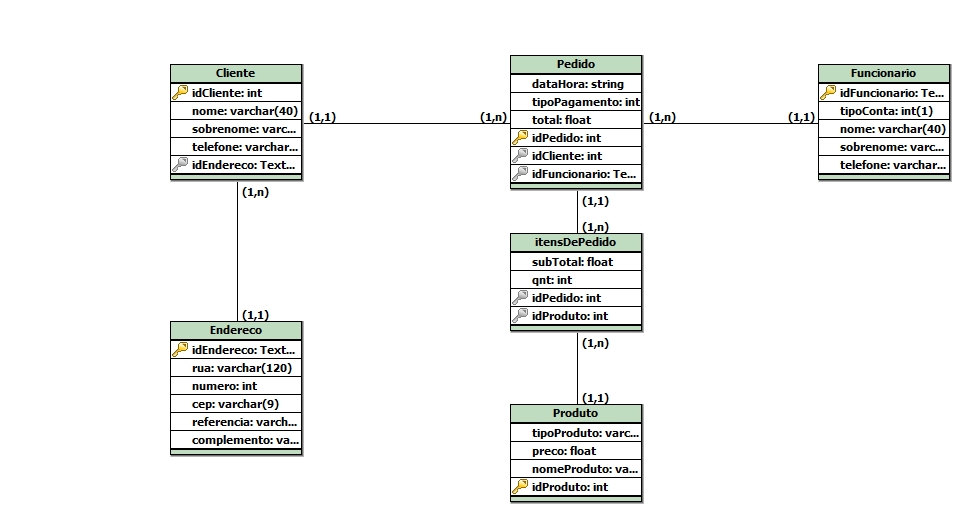 Cliente
idCliente: int
nome: varchar(40)
sobrenome: varc...
telefone: varchar...
idEndereco: Text...
(1,1)
(1,n)
Pedido
dataHora: string
tipoPagamento: int
total: float
idPedido: int
idCliente: int
idFuncionario: Te...
(1,n)
(1,1)
Funcionario
idFuncionario: Te...
tipoConta: int(1)
nome: varchar(40)
sobrenome: varc...
telefone: varchar...
(1,n)
(1,1)
Endereco
idEndereco: Text...
rua: varchar(120)
numero: int
cep: varchar(9)
referencia: varch...
complemento: va...
(1,1)
(1,n)
itensDePedido
subTotal: float
qnt: int
idPedido: int
idProduto: int
(1,n)
(1,1)
Produto
tipoProduto: varc...
preco: float
nomeProduto: va...
idProduto: int